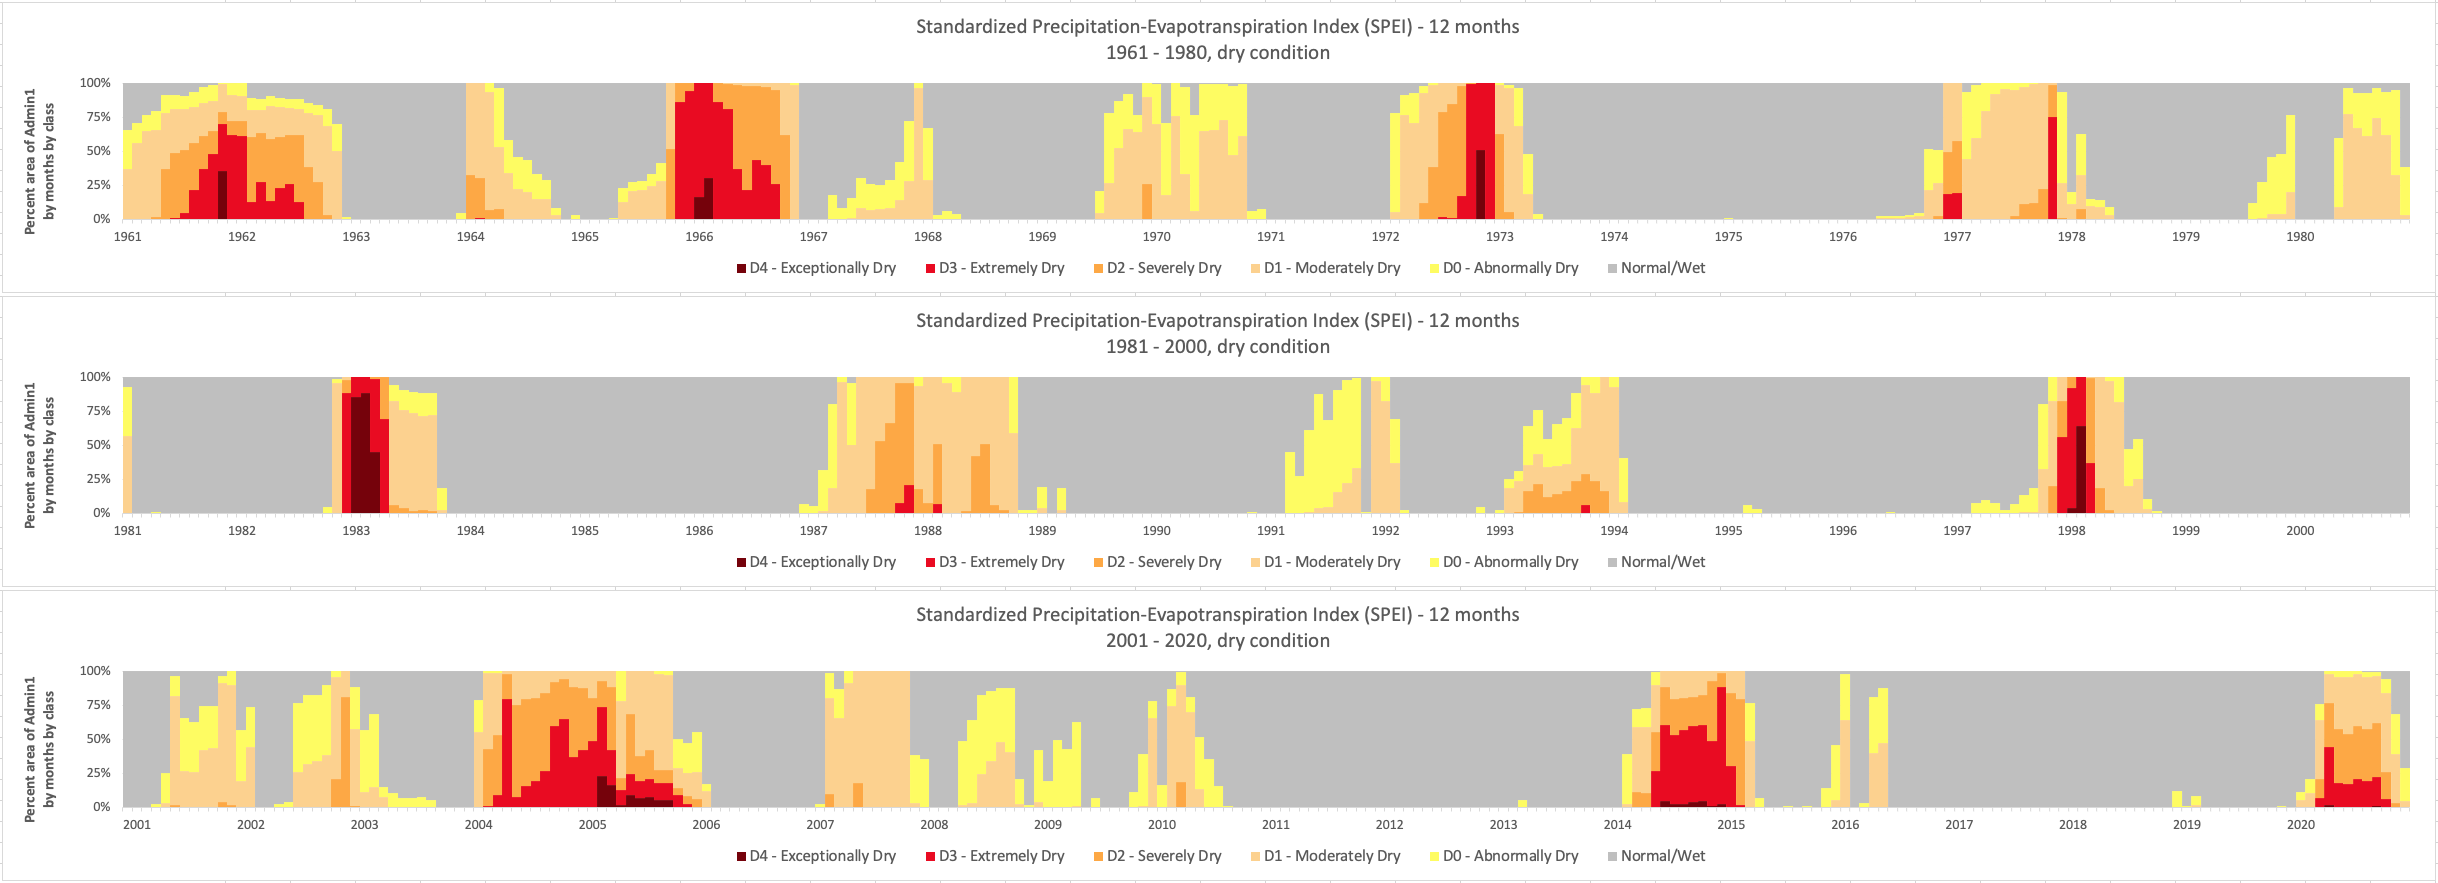 Standardized Precipitation-Evapotranspiration Index (SPEI) - 12 months
1961 - 1980, dry condition
Percent area of Admin1
by months by class
100%
75%
50%
25%
0%
1961 1962 1963 1964 1965 1966 1967 1968 1969 1970 1971 1972 1973 1974 1975 1976 1977 1978 1979 1980
D4 - Exceptionally Dry D3 - Extremely Dry D2 - Severely Dry D1 - Moderately Dry D0 - Abnormally Dry Normal/Wet
Standardized Precipitation-Evapotranspiration Index (SPEI) - 12 months
1981 - 2000, dry condition
Percent area of Admin1
by months by class
100%
75%
50%
25%
0%
1981 1982 1983 1984 1985 1986 1987 1988 1989 1990 1991 1992 1993 1994 1995 1996 1997 1998 1999 2000
D4 - Exceptionally Dry D3 - Extremely Dry D2 - Severely Dry D1 - Moderately Dry D0 - Abnormally Dry Normal/Wet
Standardized Precipitation-Evapotranspiration Index (SPEI) - 12 months
2001 - 2020, dry condition
Percent area of Admin1
by months by class
100%
75%
50%
25%
0%
2001 2002 2003 2004 2005 2006 2007 2008 2009 2010 2011 2012 2013 2014 2015 2016 2017 2018 2019 2020
D4 - Exceptionally Dry D3 - Extremely Dry D2 - Severely Dry D1 - Moderately Dry D0 - Abnormally Dry Normal/Wet